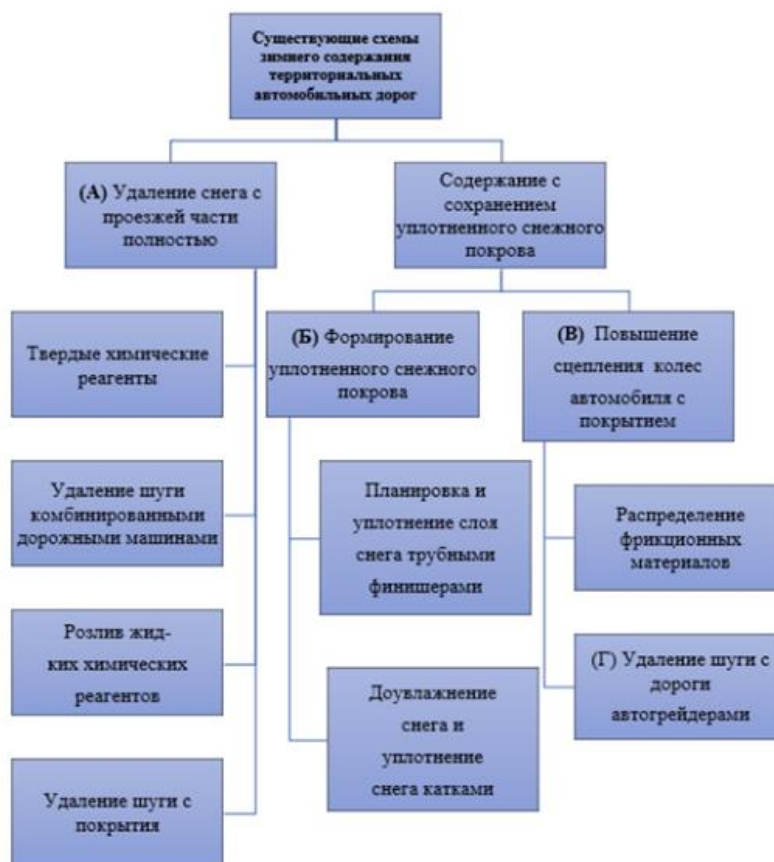 Существующие схемы
зимнего содержания
территориальных
автомобильных дорог
(А) Удаление снега с
проезжей части
полностью
Содержание с
сохранением
уплотненного снежного
покрова
Твердые химические
реагенты
Удаление шуги
комбинированными
дорожными машинами
Розлив жид-
ких химических
реагентов
Удаление шуги с
покрытия
(Б) Формирование
уплотненного снежного
покрова
Планировка и
уплотнение слоя
снега трубными
финишерами
Доувлажнение
снега и
уплотнение
снега катками
(В) Повышение
сцепления колес
автомобиля с
покрытием
Распределение
фрикционных
материалов
(Г) Удаление шуги с
дороги
автогрейдерами